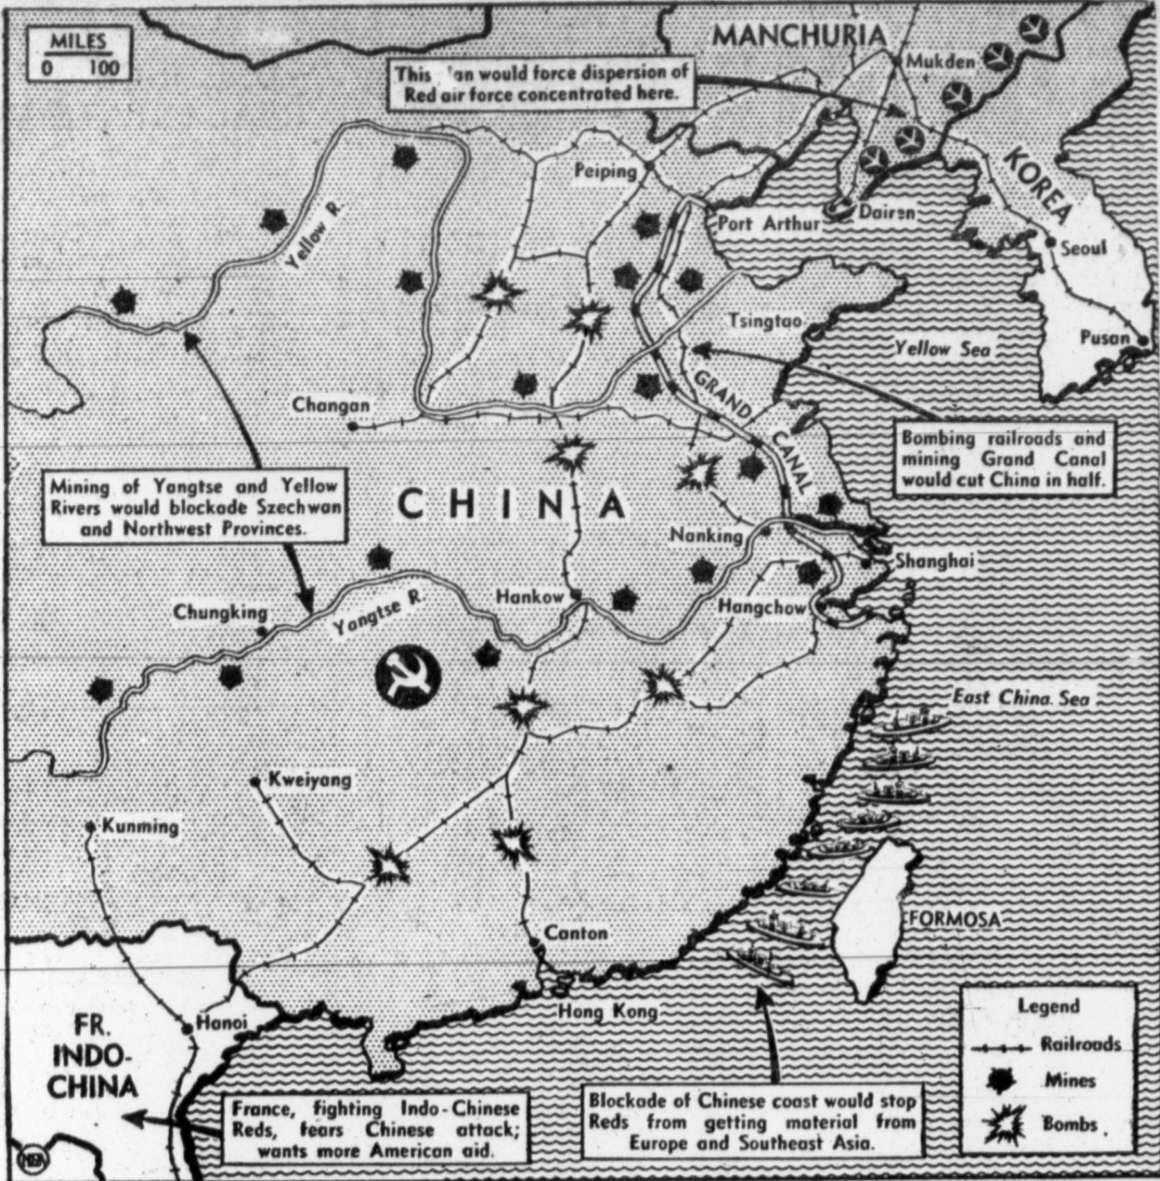 MILES
0 100
MANCHURIA
Mukden
This an would force dispersion of
Red air force concentrated here.
KOREA
Peiping
Port Arthur
Dairen
Seoul
Yellow R.
Tsingtao
Yellow Sea
Pusan
Changan
GRAND CANAL
Bombing railroads and
mining Grand Canal
would cut China in half.
Mining of Yangtse and Yellow
Rivers would blockade Szechwan
and Northwest Provinces.
CHINA
Nanking
Shanghai
Hankow
Hangchow
Chungking
Yangtse R.
East China Sea
Kweiyang
Kunming
FORMOSA
Canton
Hong Kong
Hanoi
FR.
INDO-
CHINA
Legend
Railroads
Mines
Bombs
France, fighting Indo-Chinese
Reds, fears Chinese attack;
wants more American aid.
Blockade of Chinese coast would stop
Reds from getting material from
Europe and Southeast Asia.